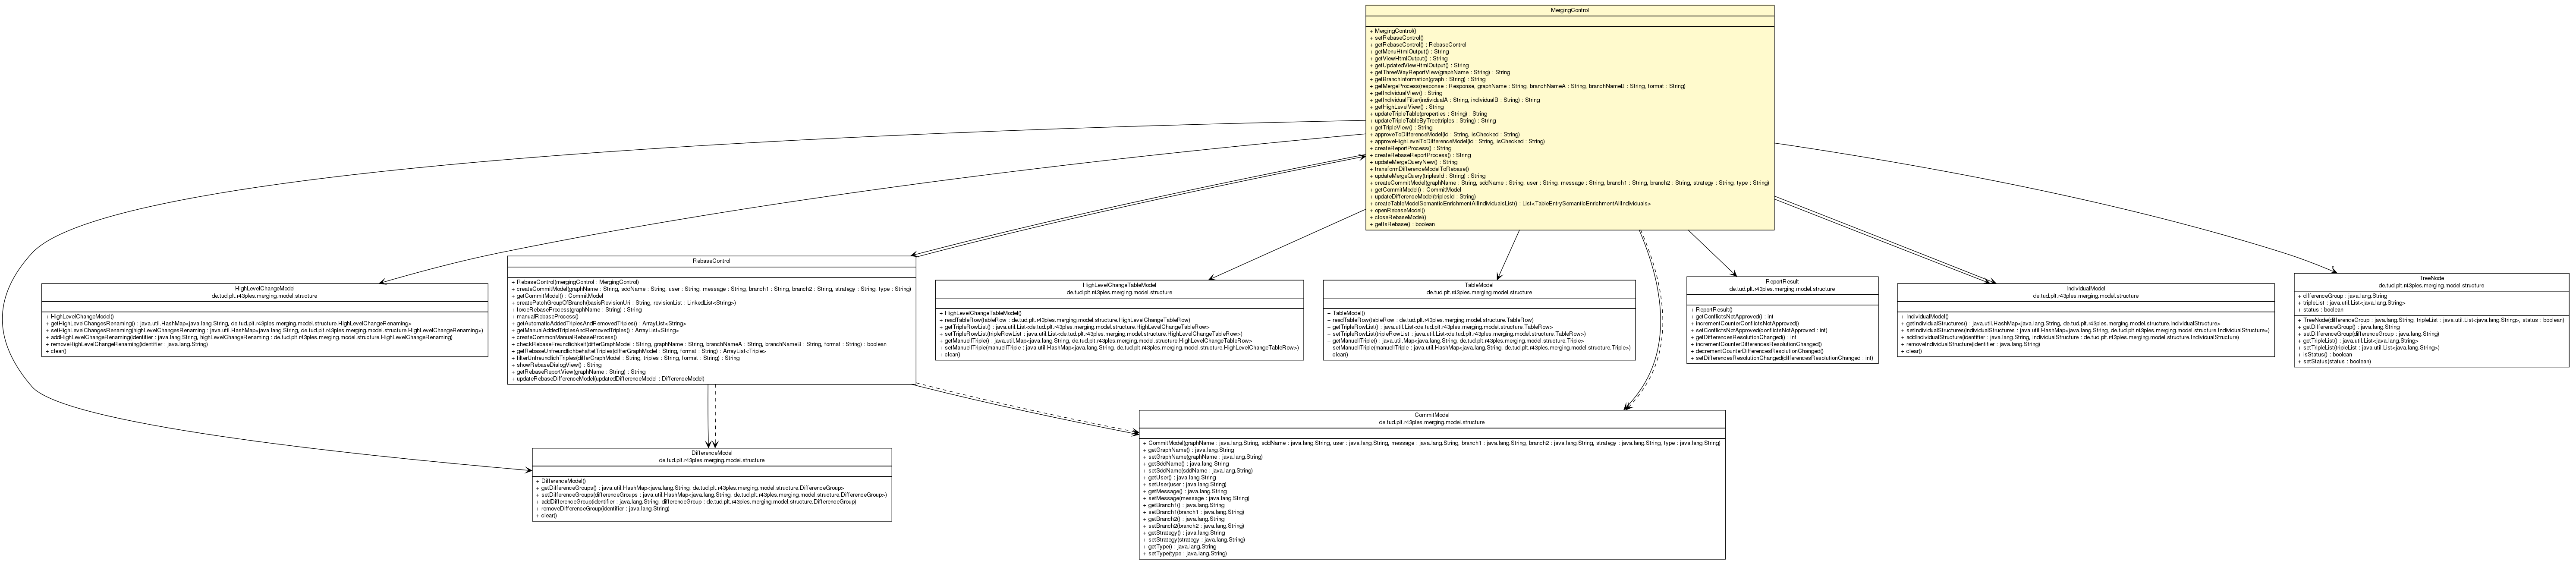 MergingControl
+ MergingControl()
+ setRebaseControl()
+ getRebaseControl() : RebaseControl
+ getMenuHtmlOutput() : String
+ getViewHtmlOutput() : String
+ getUpdatedViewHtmlOutput() : String
+ getThreeWayReportView(graphName : String) : String
+ getBranchInformation(graph : String) : String
+ getMergeProcess(response : Response, graphName : String, branchNameA : String, branchNameB : String, format : String)
+ getIndividualView() : String
+ getIndividualFilter(individualA : String, individualB : String) : String
+ getHighLevelView() : String
+ updateTripleTable(properties : String) : String
+ updateTripleTableByTree(triples : String) : String
+ getTripleView() : String
+ approveToDifferenceModel(id : String, isChecked : String)
+ approveHighLevelToDifferenceModel(id : String, isChecked : String)
+ createReportProcess() : String
+ createRebaseReportProcess() : String
+ updateMergeQueryNew() : String
+ transformDifferenceModelToRebase()
+ updateMergeQuery(triplesId : String) : String
+ createCommitModel(graphName : String, sddName : String, user : String, message : String, branch1 : String, branch2 : String, strategy : String, type : String)
+ getCommitModel() : CommitModel
+ updateDifferenceModel(triplesId : String)
+ createTableModelSemanticEnrichmentAllIndividualsList() : List<TableEntrySemanticEnrichmentAllIndividuals>
+ openRebaseModel()
+ closeRebaseModel()
+ getIsRebase() : boolean
HighLevelChangeModel
de.tud.plt.r43ples.merging.model.structure
+ HighLevelChangeModel()
+ getHighLevelChangesRenaming() : java.util.HashMap<java.lang.String, de.tud.plt.r43ples.merging.model.structure.HighLevelChangeRenaming>
+ setHighLevelChangesRenaming(highLevelChangesRenaming : java.util.HashMap<java.lang.String, de.tud.plt.r43ples.merging.model.structure.HighLevelChangeRenaming>)
+ addHighLevelChangeRenaming(identifier : java.lang.String, highLevelChangeRenaming : de.tud.plt.r43ples.merging.model.structure.HighLevelChangeRenaming)
+ removeHighLevelChangeRenaming(identifier : java.lang.String)
+ clear()
RebaseControl
+ RebaseControl(mergingControl : MergingControl)
+ createCommitModel(graphName : String, sddName : String, user : String, message : String, branch1 : String, branch2 : String, strategy : String, type : String)
+ getCommitModel() : CommitModel
+ createPatchGroupOfBranch(basisRevisionUri : String, revisionList : LinkedList<String>)
+ forceRebaseProcess(graphName : String) : String
+ manualRebaseProcess()
+ getAutomaticAddedTriplesAndRemovedTriples() : ArrayList<String>
+ getManualAddedTriplesAndRemovedTriples() : ArrayList<String>
+ createCommonManualRebaseProcess()
+ checkRebaseFreundlichkeit(differGraphModel : String, graphName : String, branchNameA : String, branchNameB : String, format : String) : boolean
+ getRebaseUnfreundlichbehaftetTriples(differGraphModel : String, format : String) : ArrayList<Triple>
+ filterUnfreundlichTriples(differGraphModel : String, triples : String, format : String) : String
+ showRebaseDialogView() : String
+ getRebaseReportView(graphName : String) : String
+ updateRebaseDifferenceModel(updatedDifferenceModel : DifferenceModel)
HighLevelChangeTableModel
de.tud.plt.r43ples.merging.model.structure
+ HighLevelChangeTableModel()
+ readTableRow(tableRow : de.tud.plt.r43ples.merging.model.structure.HighLevelChangeTableRow)
+ getTripleRowList() : java.util.List<de.tud.plt.r43ples.merging.model.structure.HighLevelChangeTableRow>
+ setTripleRowList(tripleRowList : java.util.List<de.tud.plt.r43ples.merging.model.structure.HighLevelChangeTableRow>)
+ getManuellTriple() : java.util.Map<java.lang.String, de.tud.plt.r43ples.merging.model.structure.HighLevelChangeTableRow>
+ setManuellTriple(manuellTriple : java.util.HashMap<java.lang.String, de.tud.plt.r43ples.merging.model.structure.HighLevelChangeTableRow>)
+ clear()
TableModel
de.tud.plt.r43ples.merging.model.structure
+ TableModel()
+ readTableRow(tableRow : de.tud.plt.r43ples.merging.model.structure.TableRow)
+ getTripleRowList() : java.util.List<de.tud.plt.r43ples.merging.model.structure.TableRow>
+ setTripleRowList(tripleRowList : java.util.List<de.tud.plt.r43ples.merging.model.structure.TableRow>)
+ getManuellTriple() : java.util.Map<java.lang.String, de.tud.plt.r43ples.merging.model.structure.Triple>
+ setManuellTriple(manuellTriple : java.util.HashMap<java.lang.String, de.tud.plt.r43ples.merging.model.structure.Triple>)
+ clear()
ReportResult
de.tud.plt.r43ples.merging.model.structure
+ ReportResult()
+ getConflictsNotApproved() : int
+ incrementCounterConflictsNotApproved()
+ setConflictsNotApproved(conflictsNotApproved : int)
+ getDifferencesResolutionChanged() : int
+ incrementCounterDifferencesResolutionChanged()
+ decrementCounterDifferencesResolutionChanged()
+ setDifferencesResolutionChanged(differencesResolutionChanged : int)
IndividualModel
de.tud.plt.r43ples.merging.model.structure
+ IndividualModel()
+ getIndividualStructures() : java.util.HashMap<java.lang.String, de.tud.plt.r43ples.merging.model.structure.IndividualStructure>
+ setIndividualStructures(individualStructures : java.util.HashMap<java.lang.String, de.tud.plt.r43ples.merging.model.structure.IndividualStructure>)
+ addIndividualStructure(identifier : java.lang.String, individualStructure : de.tud.plt.r43ples.merging.model.structure.IndividualStructure)
+ removeIndividualStructure(identifier : java.lang.String)
+ clear()
TreeNode
de.tud.plt.r43ples.merging.model.structure
+ differenceGroup : java.lang.String
+ tripleList : java.util.List<java.lang.String>
+ status : boolean
+ TreeNode(differenceGroup : java.lang.String, tripleList : java.util.List<java.lang.String>, status : boolean)
+ getDifferenceGroup() : java.lang.String
+ setDifferenceGroup(differenceGroup : java.lang.String)
+ getTripleList() : java.util.List<java.lang.String>
+ setTripleList(tripleList : java.util.List<java.lang.String>)
+ isStatus() : boolean
+ setStatus(status : boolean)
DifferenceModel
de.tud.plt.r43ples.merging.model.structure
+ DifferenceModel()
+ getDifferenceGroups() : java.util.HashMap<java.lang.String, de.tud.plt.r43ples.merging.model.structure.DifferenceGroup>
+ setDifferenceGroups(differenceGroups : java.util.HashMap<java.lang.String, de.tud.plt.r43ples.merging.model.structure.DifferenceGroup>)
+ addDifferenceGroup(identifier : java.lang.String, differenceGroup : de.tud.plt.r43ples.merging.model.structure.DifferenceGroup)
+ removeDifferenceGroup(identifier : java.lang.String)
+ clear()
CommitModel
de.tud.plt.r43ples.merging.model.structure
+ CommitModel(graphName : java.lang.String, sddName : java.lang.String, user : java.lang.String, message : java.lang.String, branch1 : java.lang.String, branch2 : java.lang.String, strategy : java.lang.String, type : java.lang.String)
+ getGraphName() : java.lang.String
+ setGraphName(graphName : java.lang.String)
+ getSddName() : java.lang.String
+ setSddName(sddName : java.lang.String)
+ getUser() : java.lang.String
+ setUser(user : java.lang.String)
+ getMessage() : java.lang.String
+ setMessage(message : java.lang.String)
+ getBranch1() : java.lang.String
+ setBranch1(branch1 : java.lang.String)
+ getBranch2() : java.lang.String
+ setBranch2(branch2 : java.lang.String)
+ getStrategy() : java.lang.String
+ setStrategy(strategy : java.lang.String)
+ getType() : java.lang.String
+ setType(type : java.lang.String)